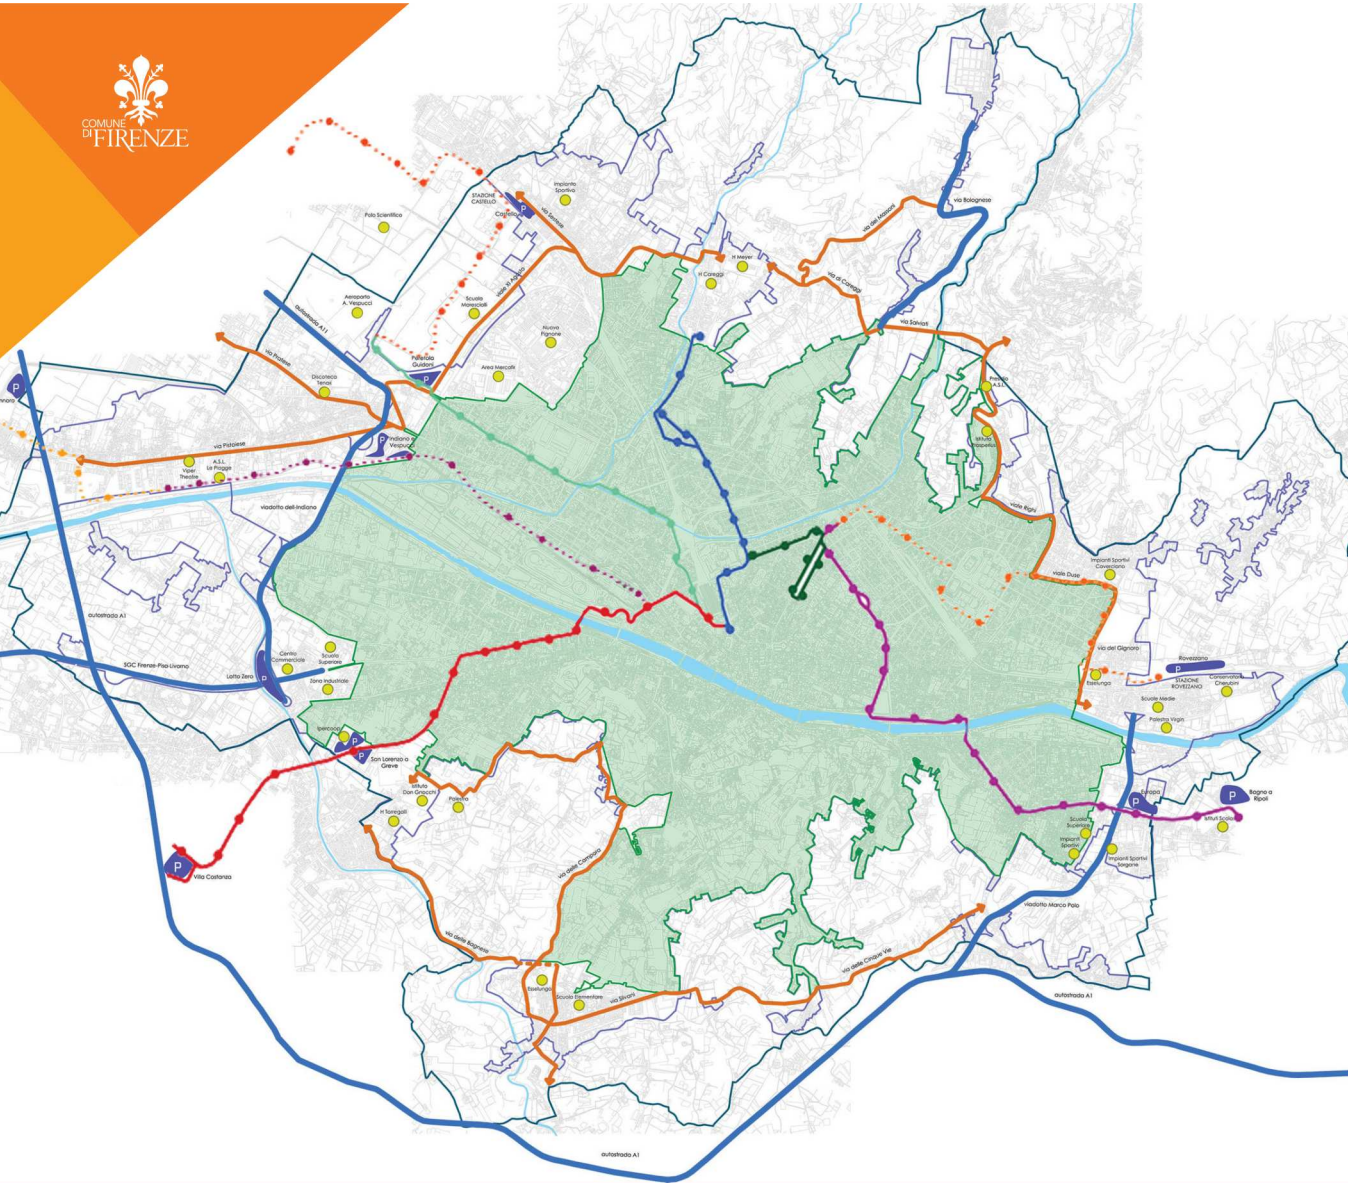 COMUNE
DI FIRENZE
Impianto
Sportivo
STAZIONE
CASTELLO
P
Castello
via Sestese
Polo Scientifico
via Bolognese
via dei Massoni
H Meyer
H Careggi
via di Careggi
viale XI Agosto
Aeroporto
A. Vespucci
Scuola
Marescialli
autostrada A11
Nuova
Pignone
via Salviati
via Pratese
Peretola
Guidoni
P
Area Mercafir
Discoteca
Tenax
P
via Pistoiese
P
Indiano e
Vespucci
Viper
Theatre
A.S.L.
Le Piagge
viadotto dell'Indiano
viale Righi
Impianti Sportivi
Coverciano
viale Duse
autostrada A1
via del Gignoro
Rovezzano
P
STAZIONE
ROVEZZANO
SGC Firenze-Pisa-Livorno
Centro
Commerciale
Scuola
Superiore
Lotto Zero
P
Zona Industriale
Esselunga
Conservatorio
Cherubini
Scuole Medie
Palestra Virgin
Ipercoop
P
P
San Lorenzo a
Greve
Istituto
Don Gnocchi
Palestra
H Torregalli
Europa
P
P
Bagno a
Ripoli
Scuola
Superiore
Impianti
Sportivi
Impianti Sportivi
Sorgane
P
Villa Costanza
via delle Campora
viadotto Marco Polo
via delle Bagnese
via delle Cinque Vie
Esselunga
Scuola Elementare
via Silvani
autostrada A1
autostrada A1